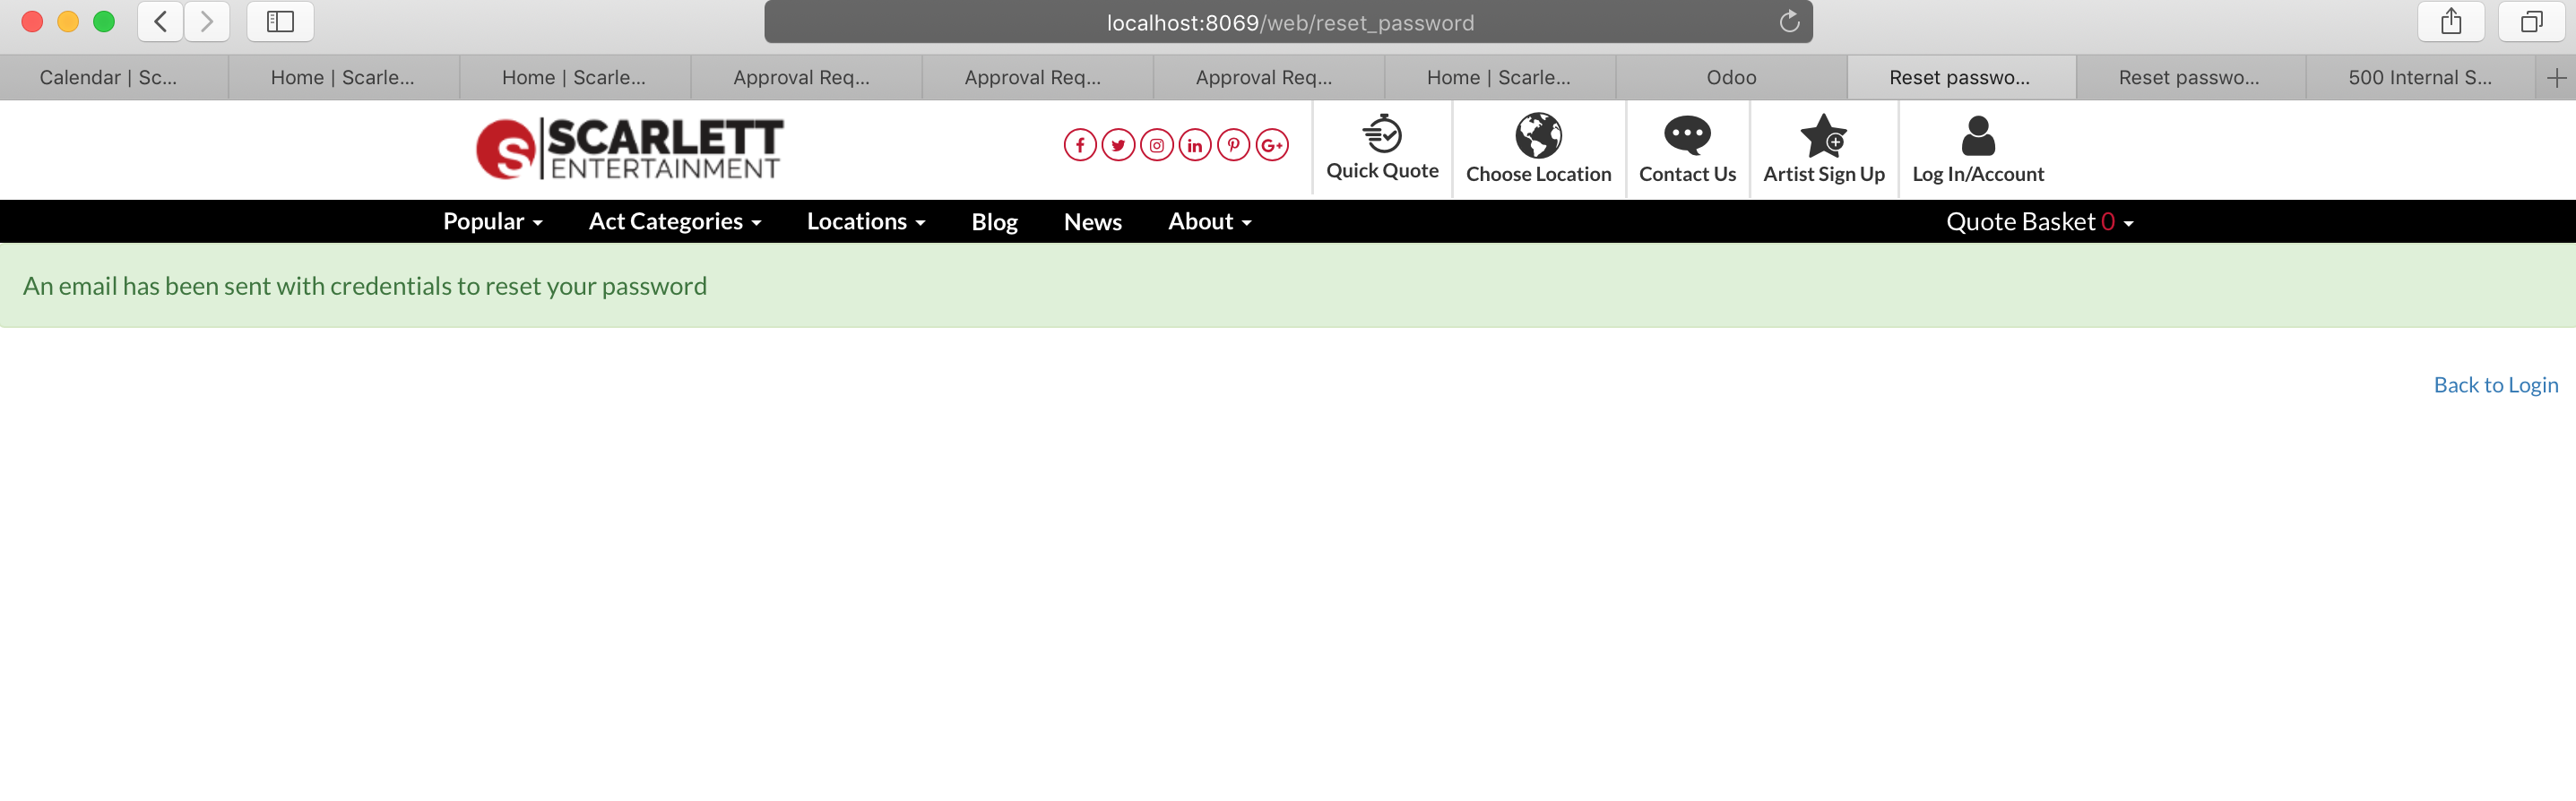 localhost:8069/web/reset_password
Calendar | Sc... Home | Scarle... Home | Scarle... Approval Req... Approval Req... Approval Req... Home | Scarle... Odoo Reset passwo... Reset passwo... 500 Internal S...
S SCARLETT
ENTERTAINMENT
Quick Quote Choose Location Contact Us Artist Sign Up Log In/Account
Popular Act Categories Locations Blog News About Quote Basket 0
An email has been sent with credentials to reset your password
Back to Login